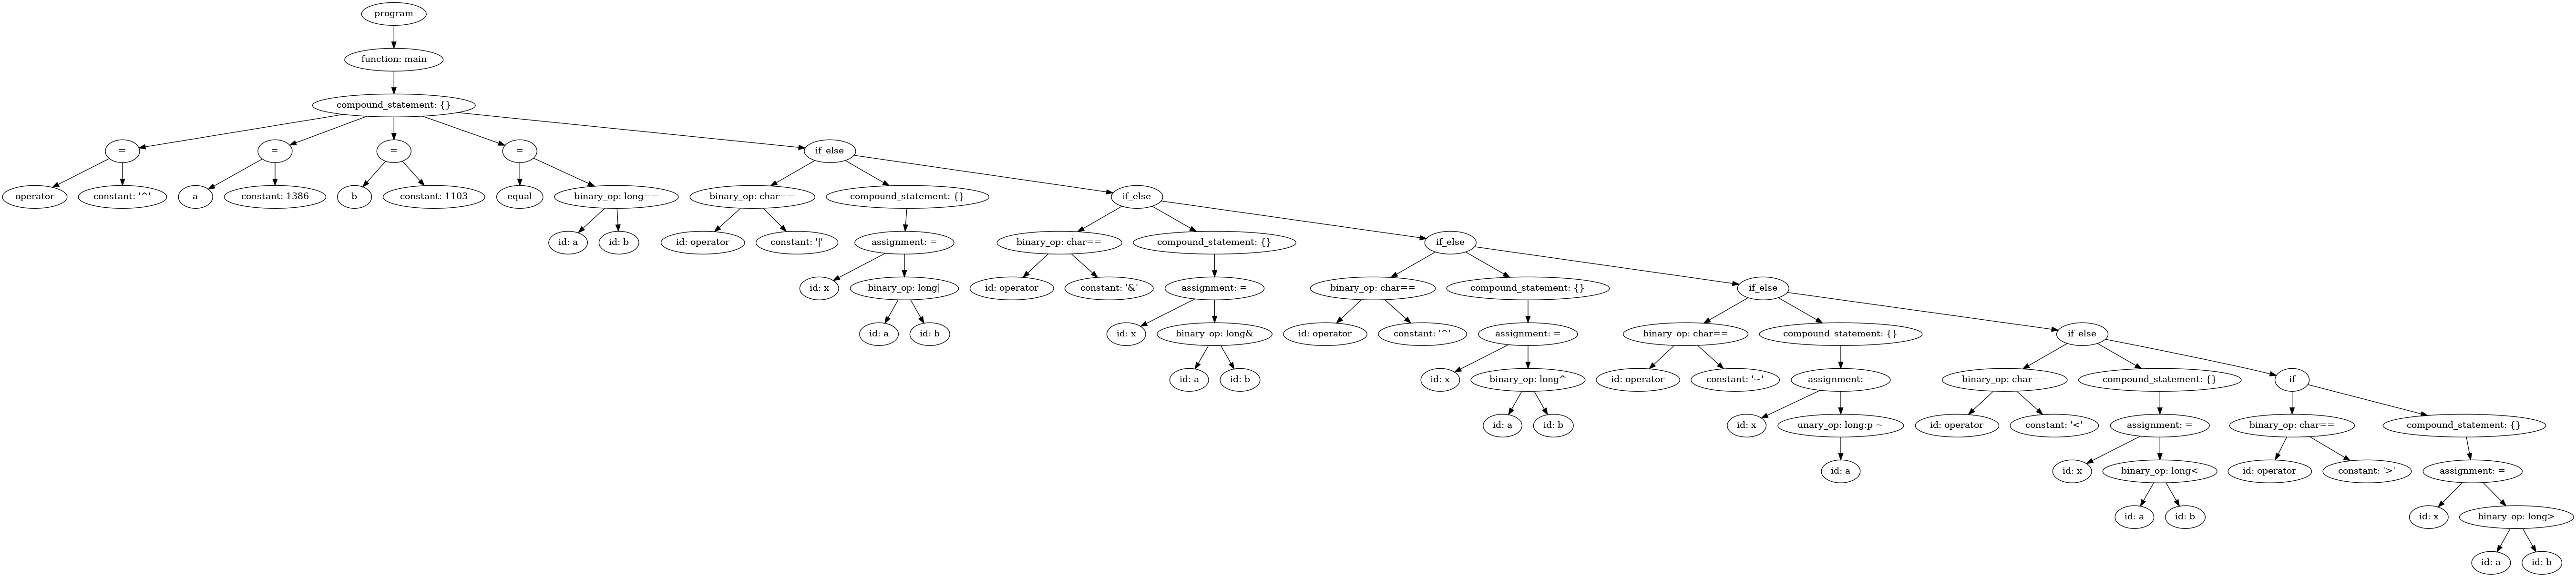 program
function: main
compound_statement: {}
=
=
=
=
if_else
operator
constant: '^'
a
constant: 1386
b
constant: 1103
equal
binary_op: long==
binary_op: char==
compound_statement: {}
if_else
id: a
id: b
id: operator
constant: '|'
assignment: =
binary_op: char==
compound_statement: {}
if_else
id: x
binary_op: long|
id: operator
constant: '&'
assignment: =
binary_op: char==
compound_statement: {}
if_else
id: a
id: b
id: x
binary_op: long&
id: operator
constant: '^'
assignment: =
binary_op: char==
compound_statement: {}
if_else
id: a
id: b
id: x
binary_op: long^
id: operator
constant: '~'
assignment: =
binary_op: char==
compound_statement: {}
if
id: a
id: b
id: x
unary_op: long:p ~
id: operator
constant: '<'
assignment: =
binary_op: char==
compound_statement: {}
id: a
id: x
binary_op: long<
id: operator
constant: '>'
assignment: =
id: a
id: b
id: x
binary_op: long>
id: a
id: b